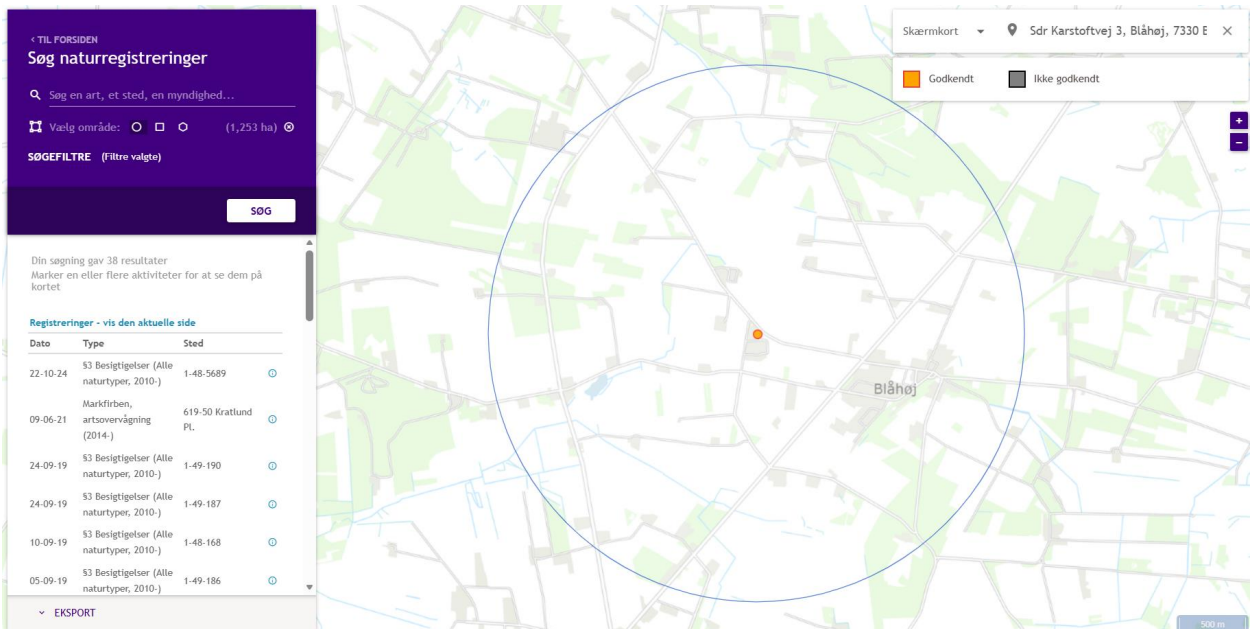 ‹ TIL FORSIDEN
Søg naturregistreringer
Søg en art, et sted, en myndighed...
Vælg område: (1,253 ha)
SØGEFILTRE (Filtre valgte)
SØG
Din søgning gav 38 resultater
Marker en eller flere aktiviteter for at se dem på
kortet
Registreringer - vis den aktuelle side
Dato Type Sted
22-10-24 §3 Besigtigelser (Alle
naturtyper, 2010-) 1-48-5689
09-06-21 Markfirben,
artsovervågning
(2014-) 619-50 Kratlund
Pl.
24-09-19 §3 Besigtigelser (Alle
naturtyper, 2010-) 1-49-190
24-09-19 §3 Besigtigelser (Alle
naturtyper, 2010-) 1-49-187
10-09-19 §3 Besigtigelser (Alle
naturtyper, 2010-) 1-48-168
05-09-19 §3 Besigtigelser (Alle
naturtyper, 2010-) 1-49-186
EKSPORT
Skærmkort Sdr Karstoftvej 3, Blåhøj, 7330 E
Godkendt Ikke godkendt
+
−
Blåhøj
500 m